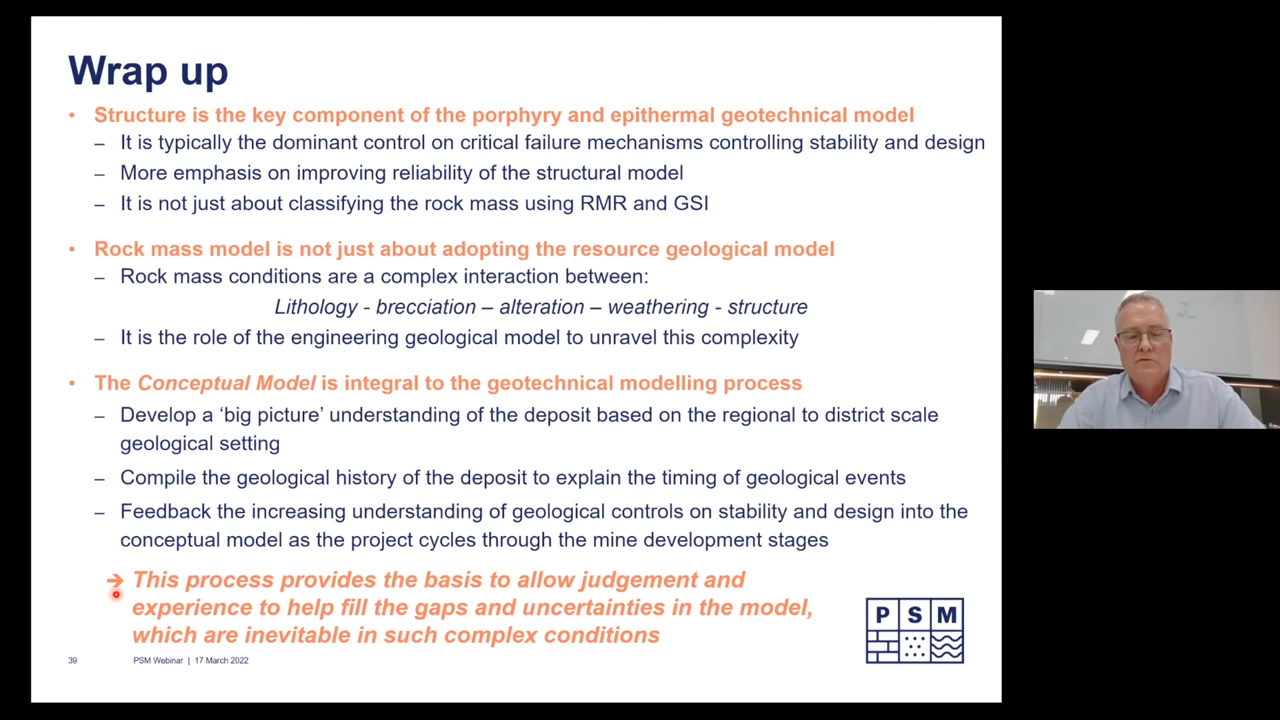 Wrap up
• Structure is the key component of the porphyry and epithermal geotechnical model
– It is typically the dominant control on critical failure mechanisms controlling stability and design
– More emphasis on improving reliability of the structural model
– It is not just about classifying the rock mass using RMR and GSI
• Rock mass model is not just about adopting the resource geological model
– Rock mass conditions are a complex interaction between:
Lithology - brecciation – alteration – weathering - structure
– It is the role of the engineering geological model to unravel this complexity
• The Conceptual Model is integral to the geotechnical modelling process
– Develop a ‘big picture’ understanding of the deposit based on the regional to district scale
geological setting
– Compile the geological history of the deposit to explain the timing of geological events
– Feedback the increasing understanding of geological controls on stability and design into the
conceptual model as the project cycles through the mine development stages
➔ This process provides the basis to allow judgement and
experience to help fill the gaps and uncertainties in the model,
which are inevitable in such complex conditions
PSM
39 PSM Webinar | 17 March 2022